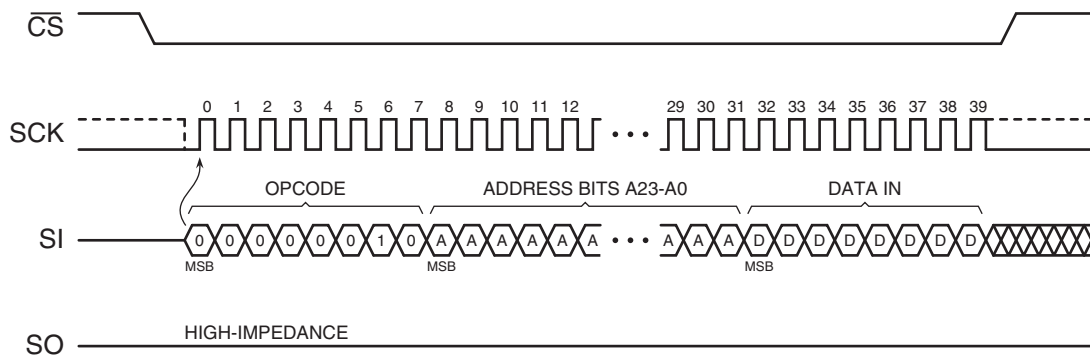 CS
0 1 2 3 4 5 6 7 8 9 10 11 12 29 30 31 32 33 34 35 36 37 38 39
SCK
OPCODE ADDRESS BITS A23-A0 DATA IN
SI 0 0 0 0 0 0 1 0 A A A A A A A A A D D D D D D D D
MSB MSB MSB
HIGH-IMPEDANCE
SO